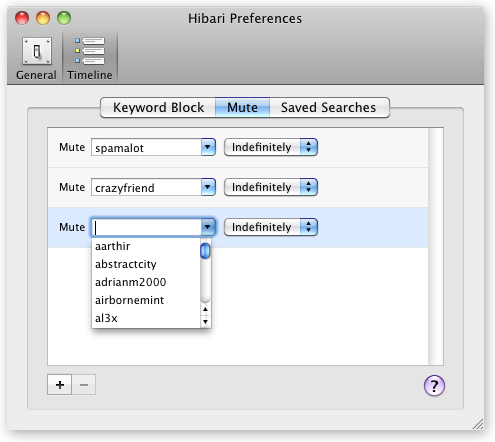 Hibari Preferences
General Timeline
Keyword Block Mute Saved Searches
Mute spamalot Indefinitely
Mute crazyfriend Indefinitely
Mute Indefinitely
aarthir
abstractcity
adrianm2000
airbornemint
al3x
+ − ?